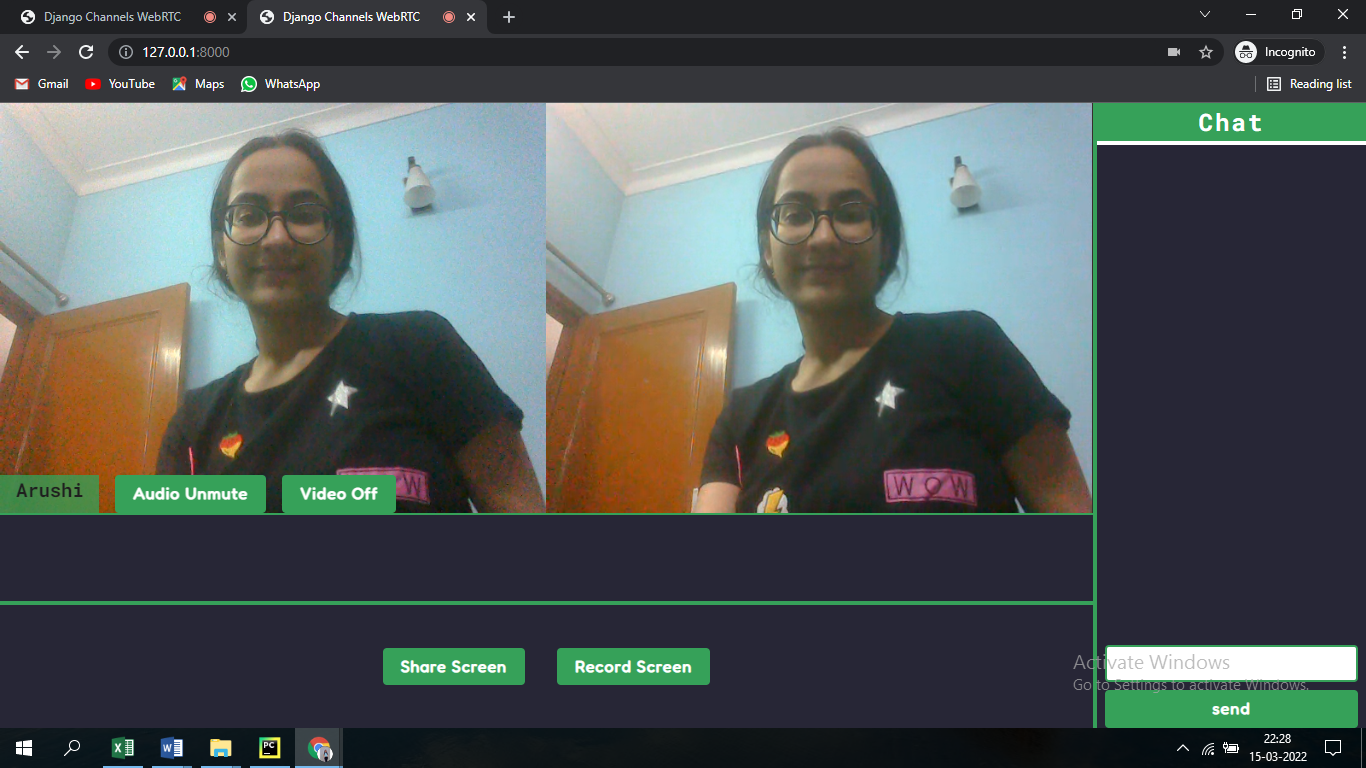 Django Channels WebRTC
Django Channels WebRTC
127.0.0.1:8000
Incognito
Gmail
YouTube
Maps
WhatsApp
Reading list
Chat
W
WOW
Arushi
Audio Unmute
Video Off
Share Screen
Record Screen
Activate Windows
Go to Settings to activate Windows.
send
PC
A
22:28
15-03-2022